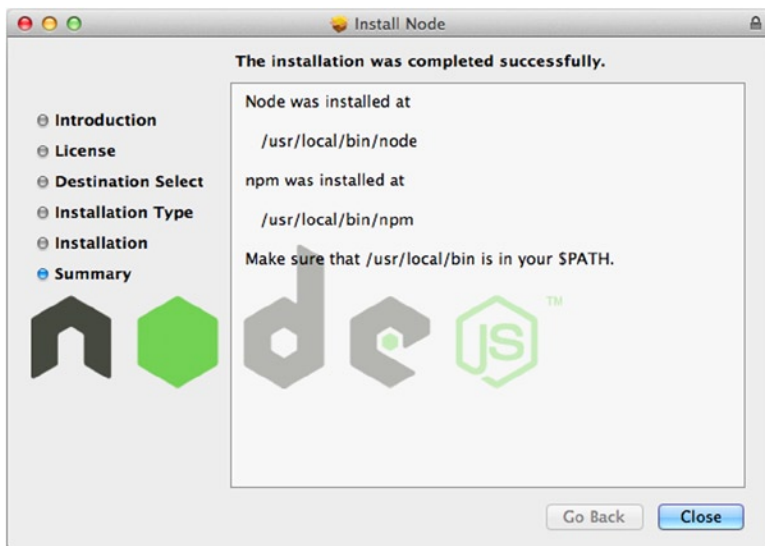 Install Node
The installation was completed successfully.
Introduction
License
Destination Select
Installation Type
Installation
Summary
Node was installed at
/usr/local/bin/node
npm was installed at
/usr/local/bin/npm
Make sure that /usr/local/bin is in your $PATH.
node JS™
Go Back
Close